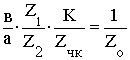 в/а · Z₁/Z₂ · К/Zчк = 1/Zо